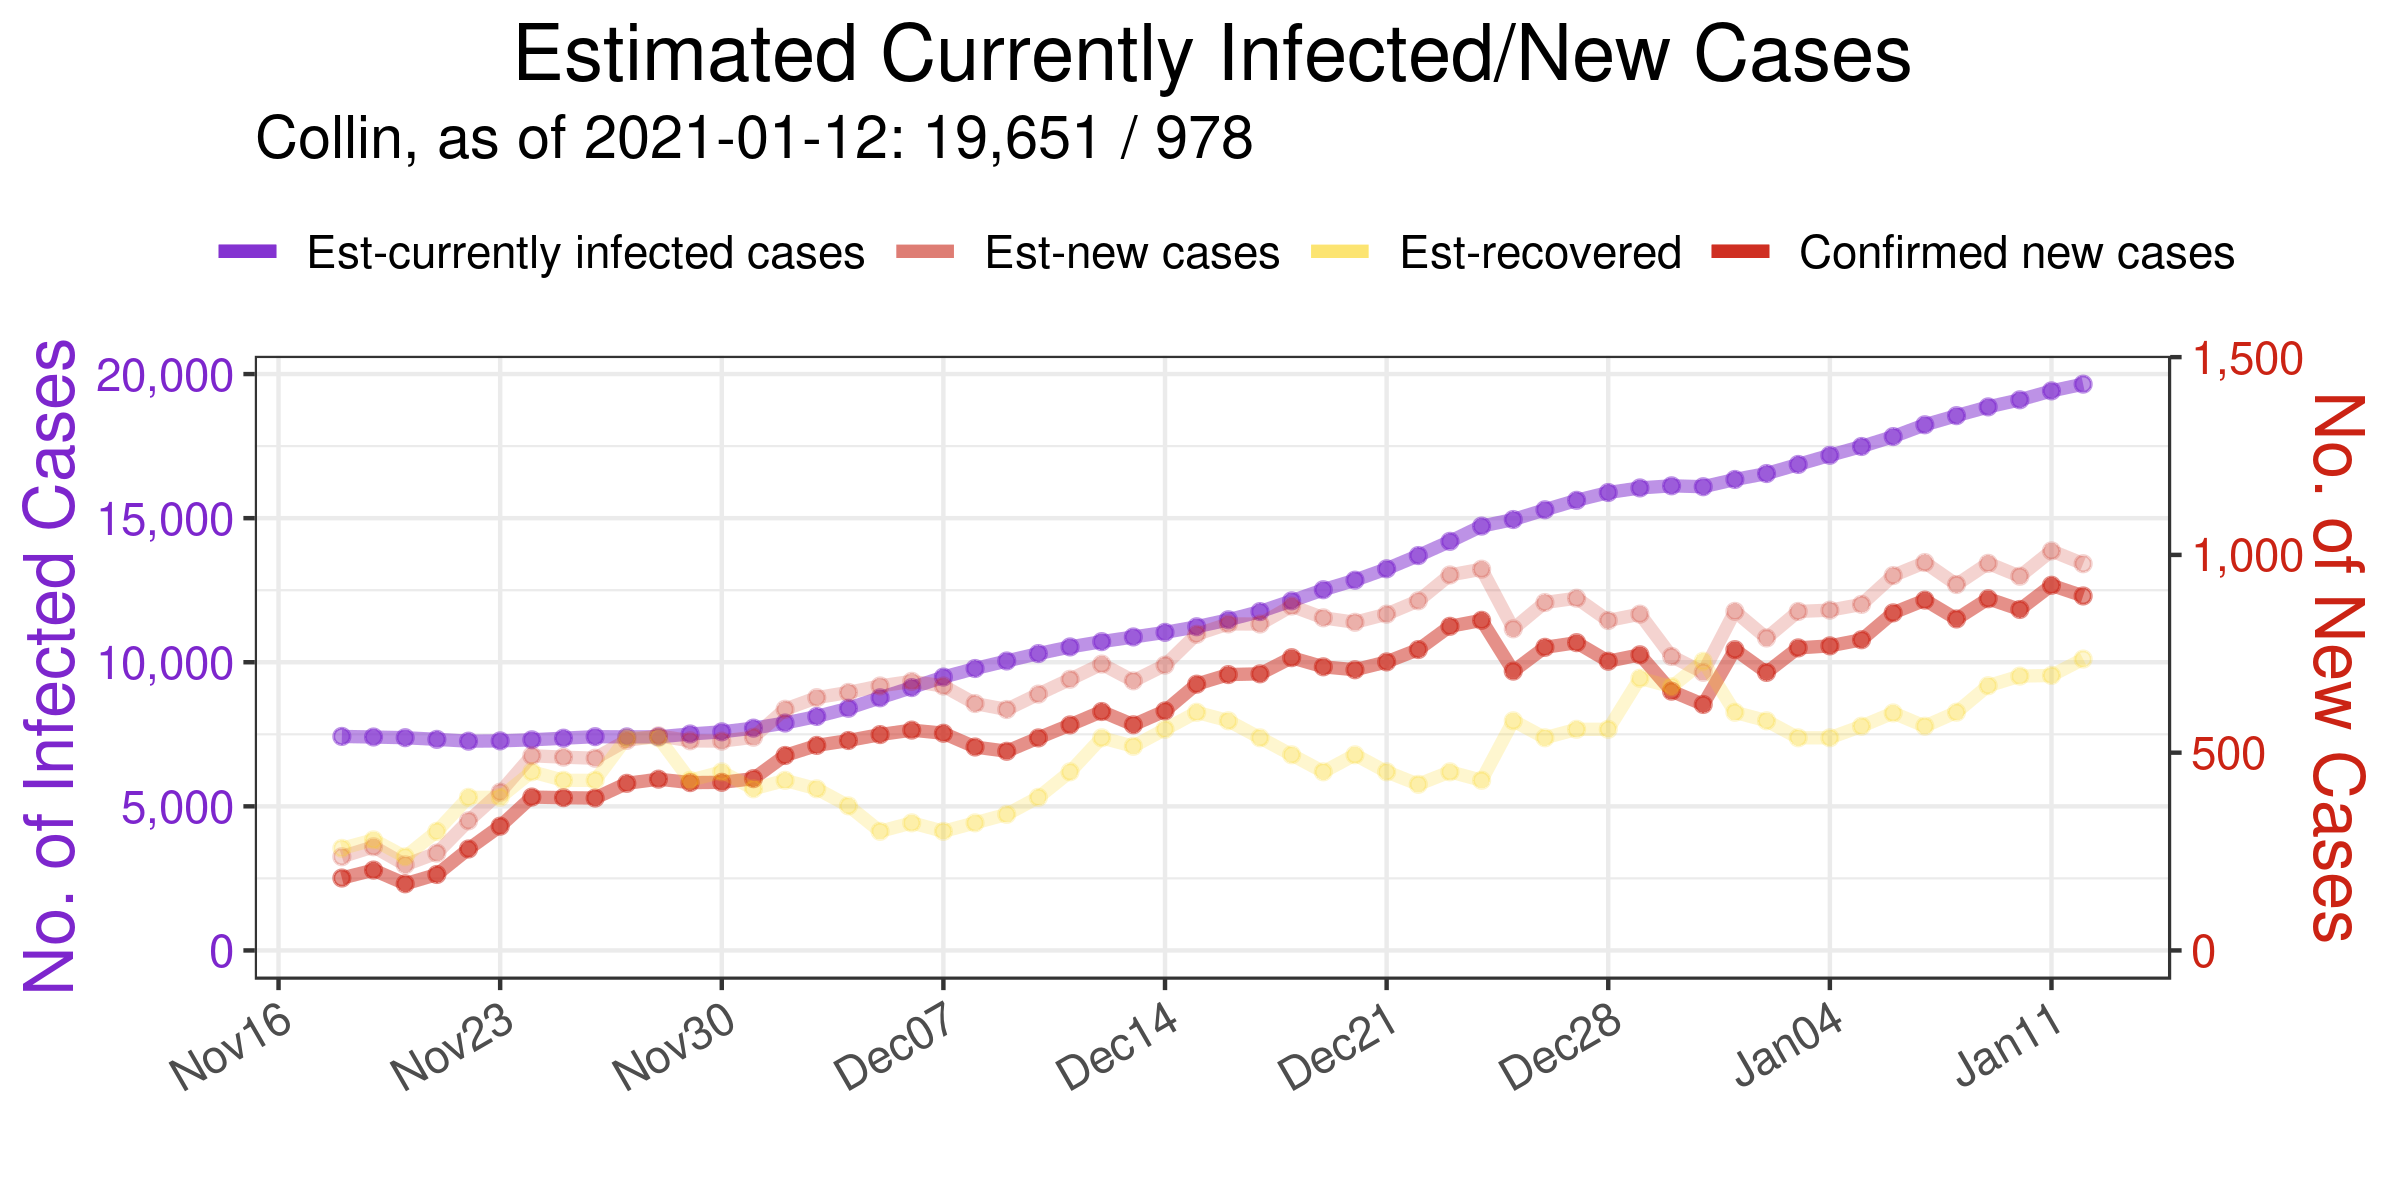 Estimated Currently Infected/New Cases
Collin, as of 2021-01-12: 19,651 / 978
Est-currently infected cases Est-new cases Est-recovered Confirmed new cases
No. of Infected Cases
20,000
15,000
10,000
5,000
0
1,500
1,000
500
0
No. of New Cases
Nov16 Nov23 Nov30 Dec07 Dec14 Dec21 Dec28 Jan04 Jan11